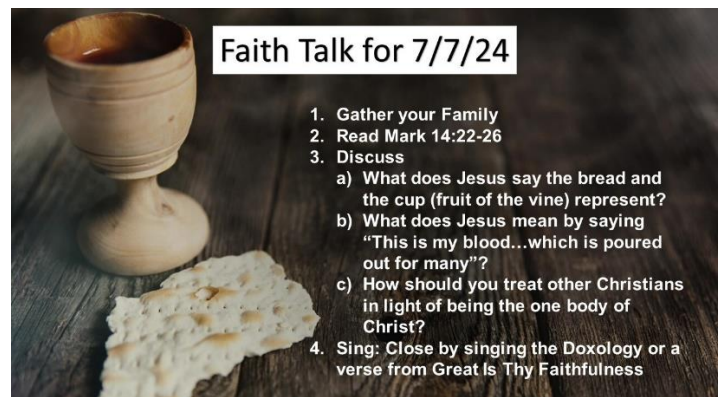 Faith Talk for 7/7/24
1. Gather your Family
2. Read Mark 14:22-26
3. Discuss
a) What does Jesus say the bread and
the cup (fruit of the vine) represent?
b) What does Jesus mean by saying
“This is my blood…which is poured
out for many”?
c) How should you treat other Christians
in light of being the one body of
Christ?
4. Sing: Close by singing the Doxology or a
verse from Great Is Thy Faithfulness